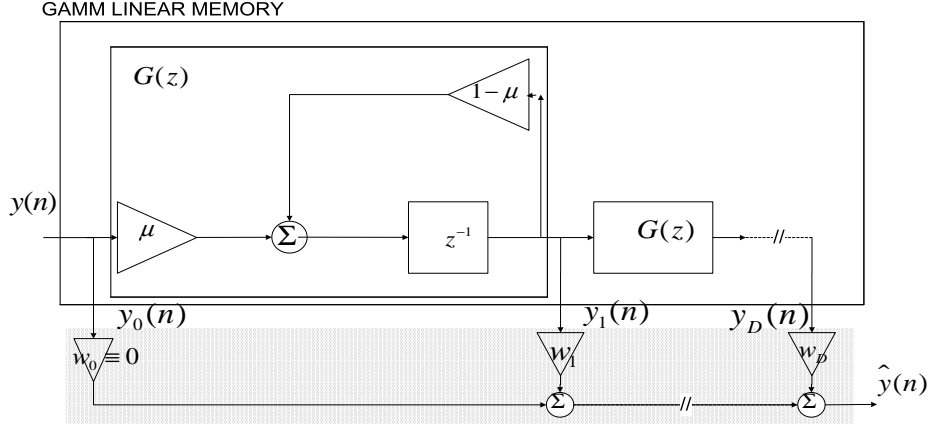 GAMM LINEAR MEMORY
G(z)
1 − μ
y(n)
μ
Σ
z⁻¹
G(z)
//
y₀(n)
y₁(n)
y_D(n)
w₀ ≡ 0
w₁
w_D
ŷ(n)
Σ
//
Σ